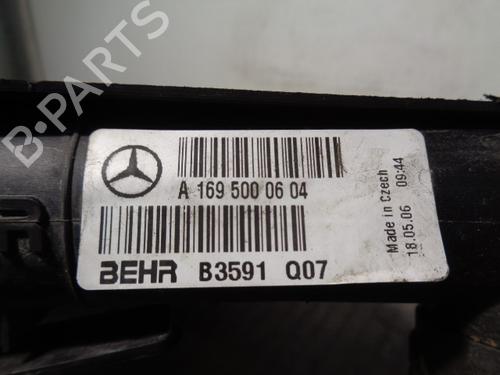 B-PARTS
A 169 500 06 04
BEHR B3591 Q07
Made in Czech
18.05.06 09:44